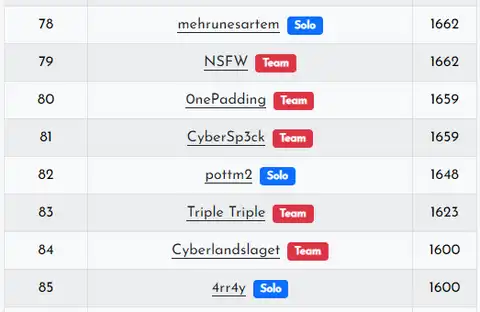 78 mehrunesartem Solo 1662
79 NSFW Team 1662
80 0nePadding Team 1659
81 CyberSp3ck Team 1659
82 pottm2 Solo 1648
83 Triple Triple Team 1623
84 Cyberlandslaget Team 1600
85 4rr4y Solo 1600